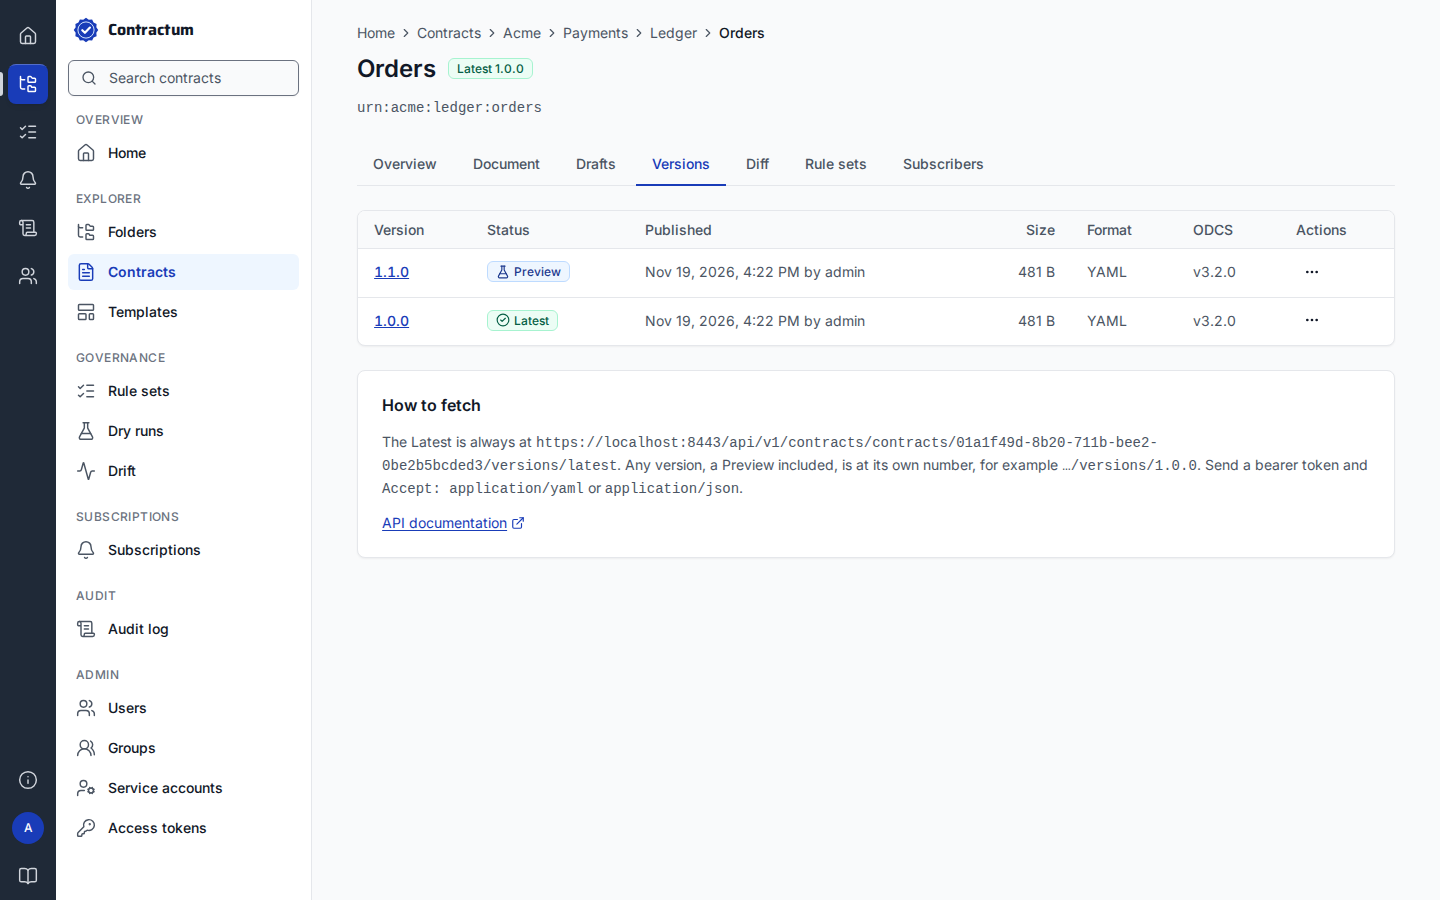 Contractum
Search contracts
OVERVIEW
Home
EXPLORER
Folders
Contracts
Templates
GOVERNANCE
Rule sets
Dry runs
Drift
SUBSCRIPTIONS
Subscriptions
AUDIT
Audit log
ADMIN
Users
Groups
Service accounts
Access tokens
A
Home > Contracts > Acme > Payments > Ledger > Orders
Orders Latest 1.0.0
urn:acme:ledger:orders
Overview Document Drafts Versions Diff Rule sets Subscribers
Version Status Published Size Format ODCS Actions
1.1.0 Preview Nov 19, 2026, 4:22 PM by admin 481 B YAML v3.2.0
1.0.0 Latest Nov 19, 2026, 4:22 PM by admin 481 B YAML v3.2.0
How to fetch
The Latest is always at https://localhost:8443/api/v1/contracts/contracts/01a1f49d-8b20-711b-bee2-
0be2b5bcded3/versions/latest. Any version, a Preview included, is at its own number, for example …/versions/1.0.0. Send a bearer token and
Accept: application/yaml or application/json.
API documentation